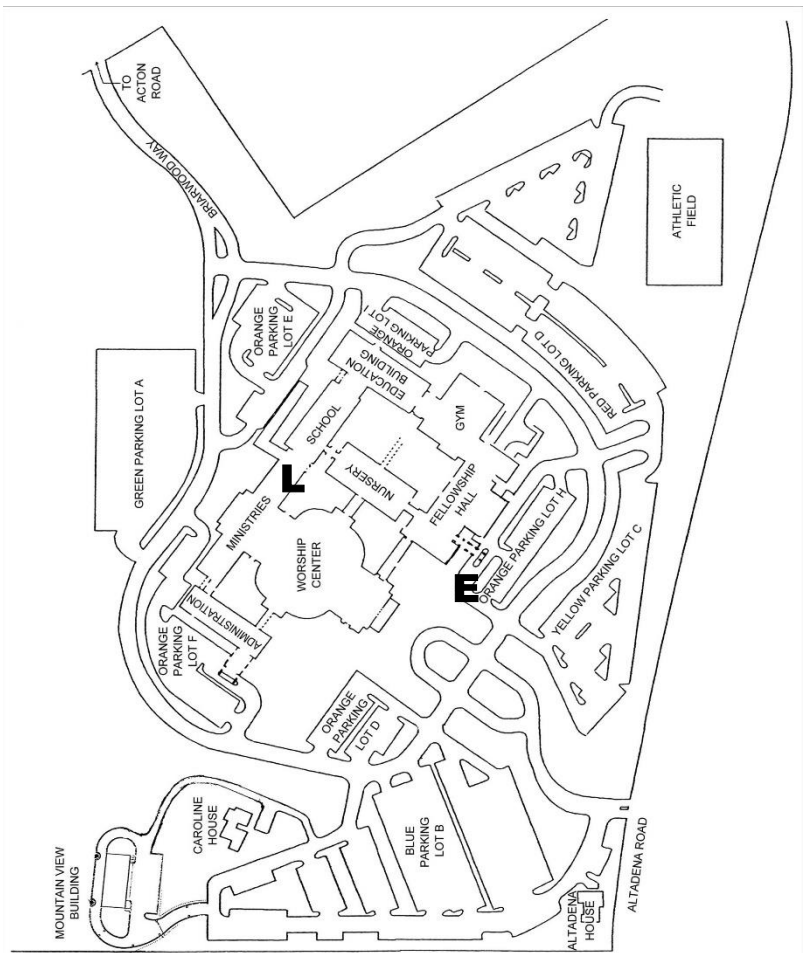 TO
ACTON
ROAD
BRIARWOOD WAY
ORANGE
PARKING
LOT E
ORANGE
PARKING LOT I
EDUCATION
BUILDING
ATHLETIC
FIELD
GREEN PARKING LOT A
SCHOOL
GYM
RED PARKING LOT D
L
NURSERY
MINISTRIES
FELLOWSHIP
HALL
WORSHIP
CENTER
ORANGE PARKING LOT H
E
YELLOW PARKING LOT C
ADMINISTRATION
ORANGE
PARKING
LOT F
ORANGE
PARKING
LOT D
CAROLINE
HOUSE
BLUE
PARKING
LOT B
MOUNTAIN VIEW
BUILDING
ALTADENA
HOUSE
ALTADENA ROAD